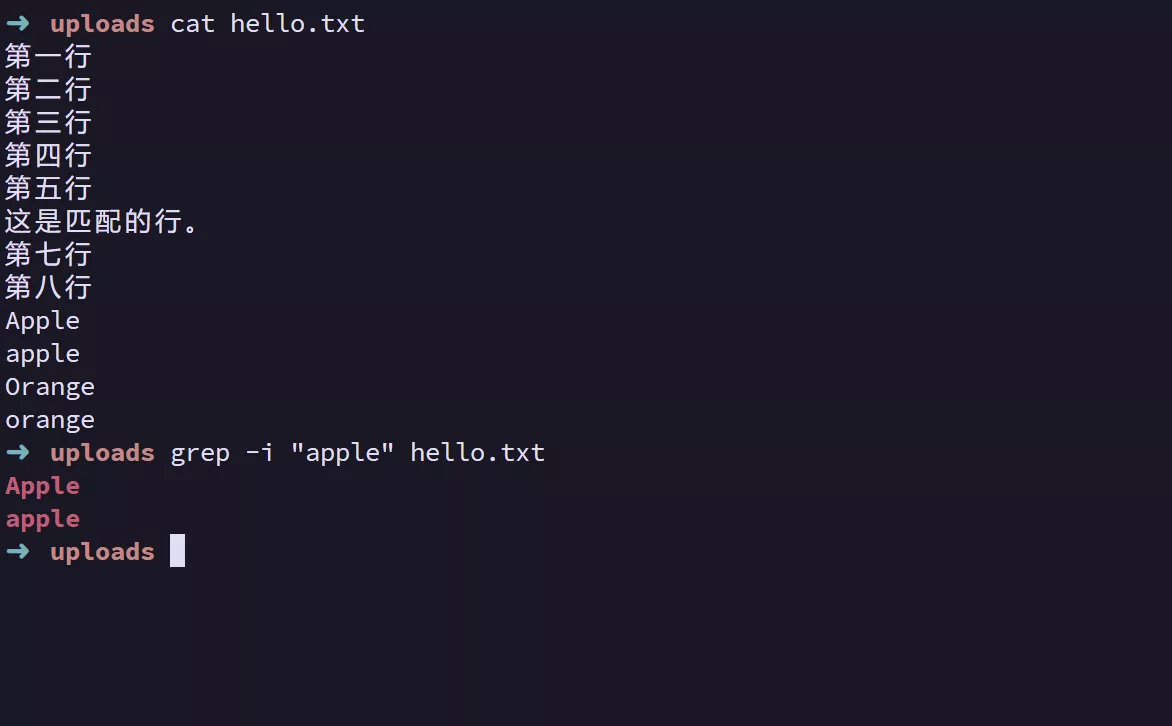 ➜ uploads cat hello.txt
第一行
第二行
第三行
第四行
第五行
这是匹配的行。
第七行
第八行
Apple
apple
Orange
orange
➜ uploads grep -i "apple" hello.txt
Apple
apple
➜ uploads